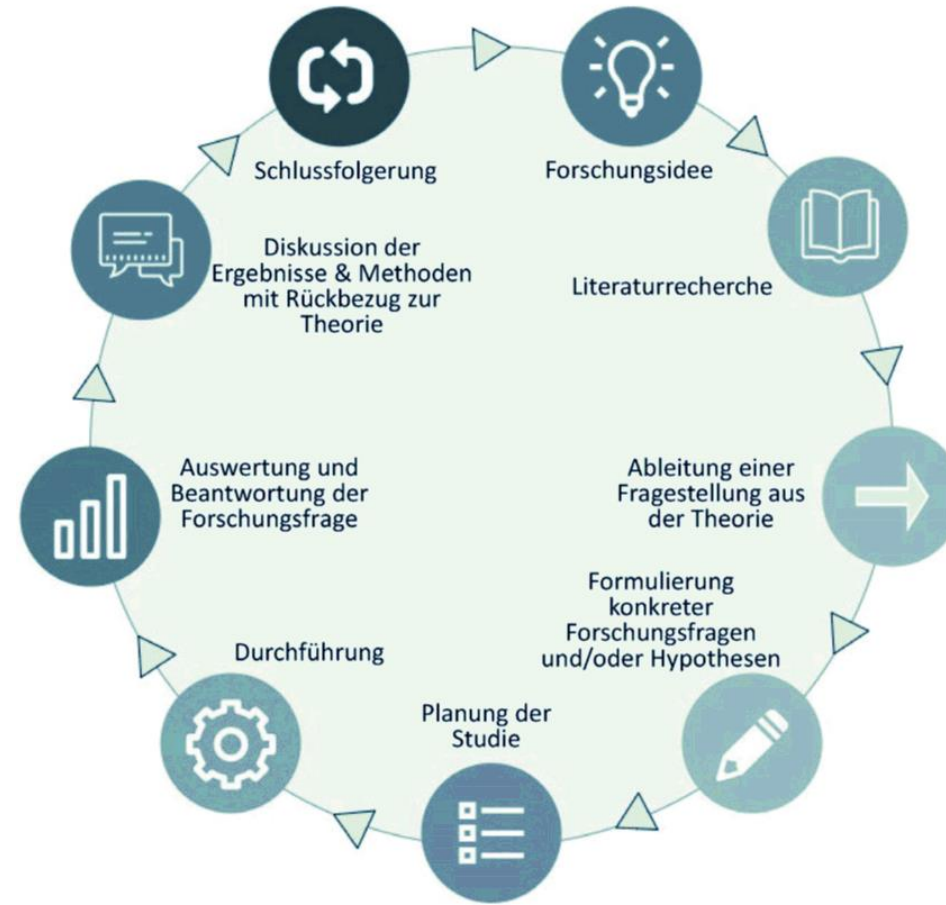 Schlussfolgerung
Forschungsidee
Diskussion der
Ergebnisse & Methoden
mit Rückbezug zur
Theorie
Literaturrecherche
Auswertung und
Beantwortung der
Forschungsfrage
Ableitung einer
Fragestellung aus
der Theorie
Formulierung
konkreter
Forschungsfragen
und/oder Hypothesen
Durchführung
Planung der
Studie